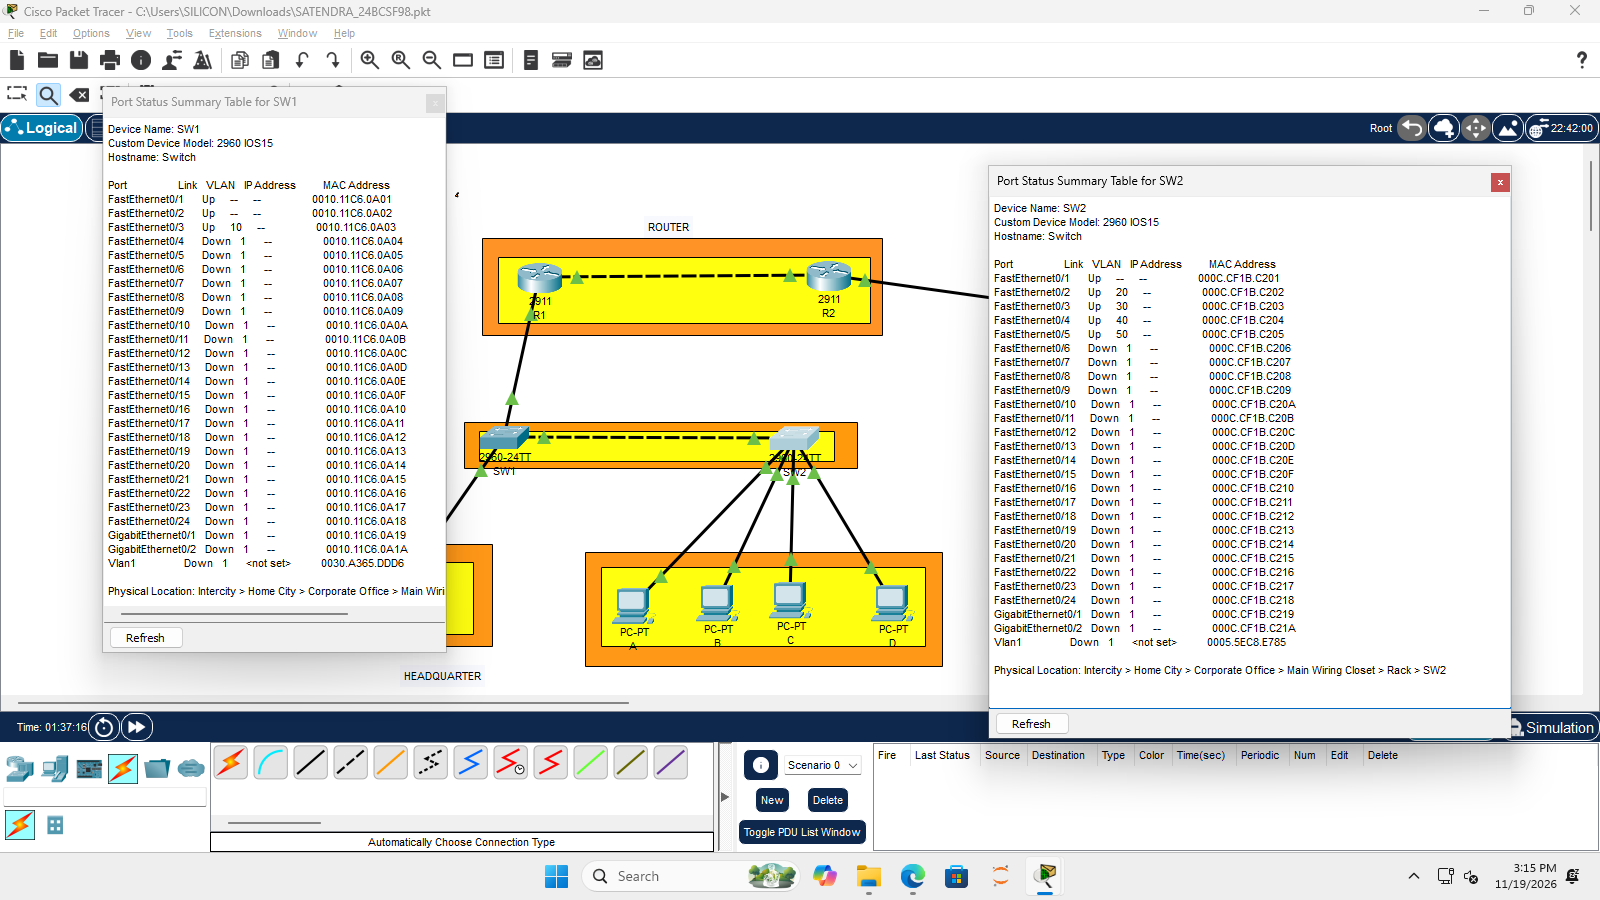 Cisco Packet Tracer - C:\Users\SILICON\Downloads\SATENDRA_24BCSF98.pkt
File Edit Options View Tools Extensions Window Help
Logical
Root
22:42:00
Port Status Summary Table for SW1
Device Name: SW1
Custom Device Model: 2960 IOS15
Hostname: Switch
Port Link VLAN IP Address MAC Address
FastEthernet0/1 Up -- -- 0010.11C6.0A01
FastEthernet0/2 Up -- -- 0010.11C6.0A02
FastEthernet0/3 Up 10 -- 0010.11C6.0A03
FastEthernet0/4 Down 1 -- 0010.11C6.0A04
FastEthernet0/5 Down 1 -- 0010.11C6.0A05
FastEthernet0/6 Down 1 -- 0010.11C6.0A06
FastEthernet0/7 Down 1 -- 0010.11C6.0A07
FastEthernet0/8 Down 1 -- 0010.11C6.0A08
FastEthernet0/9 Down 1 -- 0010.11C6.0A09
FastEthernet0/10 Down 1 -- 0010.11C6.0A0A
FastEthernet0/11 Down 1 -- 0010.11C6.0A0B
FastEthernet0/12 Down 1 -- 0010.11C6.0A0C
FastEthernet0/13 Down 1 -- 0010.11C6.0A0D
FastEthernet0/14 Down 1 -- 0010.11C6.0A0E
FastEthernet0/15 Down 1 -- 0010.11C6.0A0F
FastEthernet0/16 Down 1 -- 0010.11C6.0A10
FastEthernet0/17 Down 1 -- 0010.11C6.0A11
FastEthernet0/18 Down 1 -- 0010.11C6.0A12
FastEthernet0/19 Down 1 -- 0010.11C6.0A13
FastEthernet0/20 Down 1 -- 0010.11C6.0A14
FastEthernet0/21 Down 1 -- 0010.11C6.0A15
FastEthernet0/22 Down 1 -- 0010.11C6.0A16
FastEthernet0/23 Down 1 -- 0010.11C6.0A17
FastEthernet0/24 Down 1 -- 0010.11C6.0A18
GigabitEthernet0/1 Down 1 -- 0010.11C6.0A19
GigabitEthernet0/2 Down 1 -- 0010.11C6.0A1A
Vlan1 Down 1 <not set> 0030.A365.DDD6
Physical Location: Intercity > Home City > Corporate Office > Main Wiri
Refresh
ROUTER
2911
R1
2911
R2
2960-24TT
SW1
2960-24TT
SW2
PC-PT
A
PC-PT
B
PC-PT
C
PC-PT
D
HEADQUARTER
Port Status Summary Table for SW2
Device Name: SW2
Custom Device Model: 2960 IOS15
Hostname: Switch
Port Link VLAN IP Address MAC Address
FastEthernet0/1 Up -- -- 000C.CF1B.C201
FastEthernet0/2 Up 20 -- 000C.CF1B.C202
FastEthernet0/3 Up 30 -- 000C.CF1B.C203
FastEthernet0/4 Up 40 -- 000C.CF1B.C204
FastEthernet0/5 Up 50 -- 000C.CF1B.C205
FastEthernet0/6 Down 1 -- 000C.CF1B.C206
FastEthernet0/7 Down 1 -- 000C.CF1B.C207
FastEthernet0/8 Down 1 -- 000C.CF1B.C208
FastEthernet0/9 Down 1 -- 000C.CF1B.C209
FastEthernet0/10 Down 1 -- 000C.CF1B.C20A
FastEthernet0/11 Down 1 -- 000C.CF1B.C20B
FastEthernet0/12 Down 1 -- 000C.CF1B.C20C
FastEthernet0/13 Down 1 -- 000C.CF1B.C20D
FastEthernet0/14 Down 1 -- 000C.CF1B.C20E
FastEthernet0/15 Down 1 -- 000C.CF1B.C20F
FastEthernet0/16 Down 1 -- 000C.CF1B.C210
FastEthernet0/17 Down 1 -- 000C.CF1B.C211
FastEthernet0/18 Down 1 -- 000C.CF1B.C212
FastEthernet0/19 Down 1 -- 000C.CF1B.C213
FastEthernet0/20 Down 1 -- 000C.CF1B.C214
FastEthernet0/21 Down 1 -- 000C.CF1B.C215
FastEthernet0/22 Down 1 -- 000C.CF1B.C216
FastEthernet0/23 Down 1 -- 000C.CF1B.C217
FastEthernet0/24 Down 1 -- 000C.CF1B.C218
GigabitEthernet0/1 Down 1 -- 000C.CF1B.C219
GigabitEthernet0/2 Down 1 -- 000C.CF1B.C21A
Vlan1 Down 1 <not set> 0005.5EC8.E785
Physical Location: Intercity > Home City > Corporate Office > Main Wiring Closet > Rack > SW2
Refresh
Time: 01:37:16
Simulation
Automatically Choose Connection Type
Scenario 0
New Delete
Toggle PDU List Window
Fire Last Status Source Destination Type Color Time(sec) Periodic Num Edit Delete
Search
3:15 PM
11/19/2026